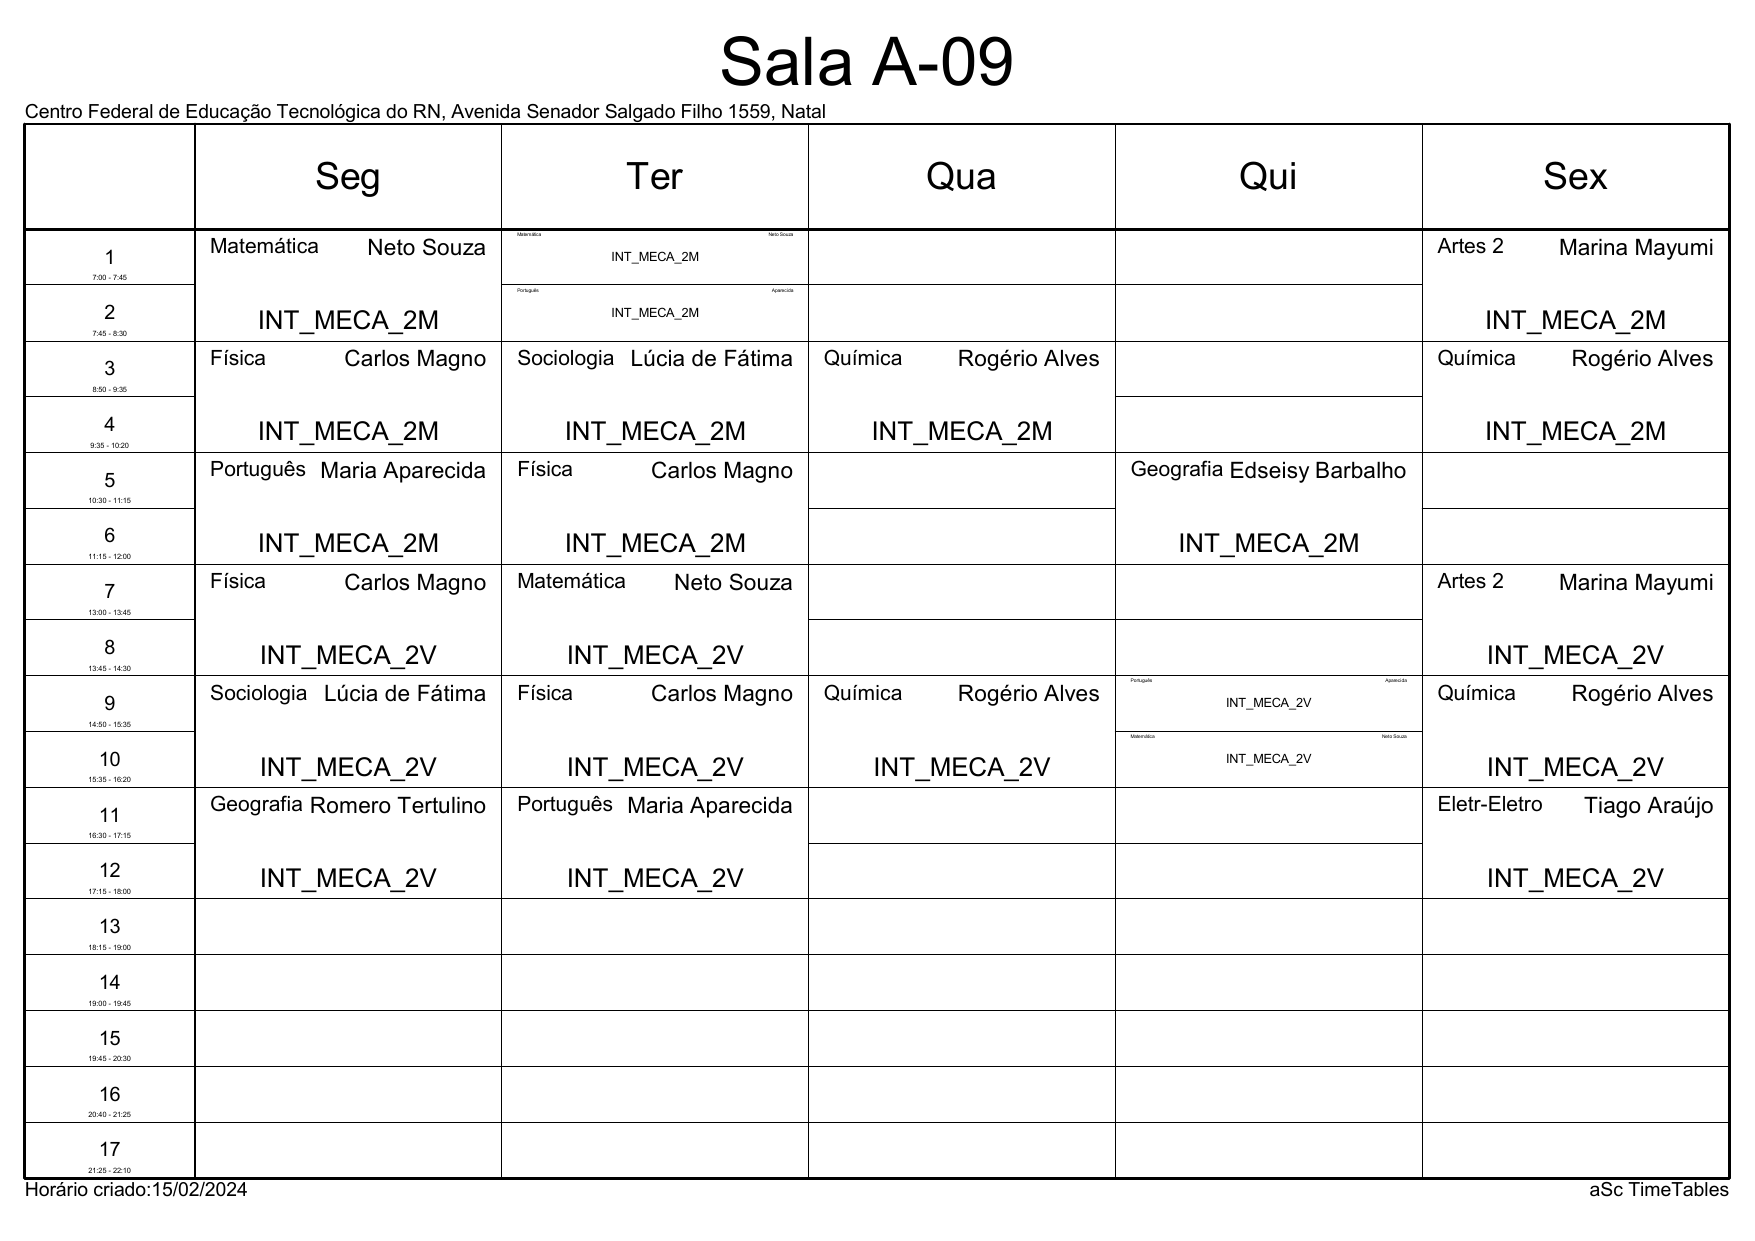 Sala A-09
Centro Federal de Educação Tecnológica do RN, Avenida Senador Salgado Filho 1559, Natal
Seg Ter Qua Qui Sex
1
7:00 - 7:45
Matemática Neto Souza
INT_MECA_2M
Matemática Neto Souza
INT_MECA_2M
Artes 2 Marina Mayumi
INT_MECA_2M
2
7:45 - 8:30
Português Aparecida
INT_MECA_2M
3
8:50 - 9:35
Física Carlos Magno
INT_MECA_2M
Sociologia Lúcia de Fátima
INT_MECA_2M
Química Rogério Alves
INT_MECA_2M
Química Rogério Alves
INT_MECA_2M
4
9:35 - 10:20
5
10:30 - 11:15
Português Maria Aparecida
INT_MECA_2M
Física Carlos Magno
INT_MECA_2M
Geografia Edseisy Barbalho
INT_MECA_2M
6
11:15 - 12:00
7
13:00 - 13:45
Física Carlos Magno
INT_MECA_2V
Matemática Neto Souza
INT_MECA_2V
Artes 2 Marina Mayumi
INT_MECA_2V
8
13:45 - 14:30
9
14:50 - 15:35
Sociologia Lúcia de Fátima
INT_MECA_2V
Física Carlos Magno
INT_MECA_2V
Química Rogério Alves
INT_MECA_2V
Português Aparecida
INT_MECA_2V
Química Rogério Alves
INT_MECA_2V
10
15:35 - 16:20
Matemática Neto Souza
INT_MECA_2V
11
16:30 - 17:15
Geografia Romero Tertulino
INT_MECA_2V
Português Maria Aparecida
INT_MECA_2V
Eletr-Eletro Tiago Araújo
INT_MECA_2V
12
17:15 - 18:00
13
18:15 - 19:00
14
19:00 - 19:45
15
19:45 - 20:30
16
20:40 - 21:25
17
21:25 - 22:10
Horário criado:15/02/2024 aSc TimeTables